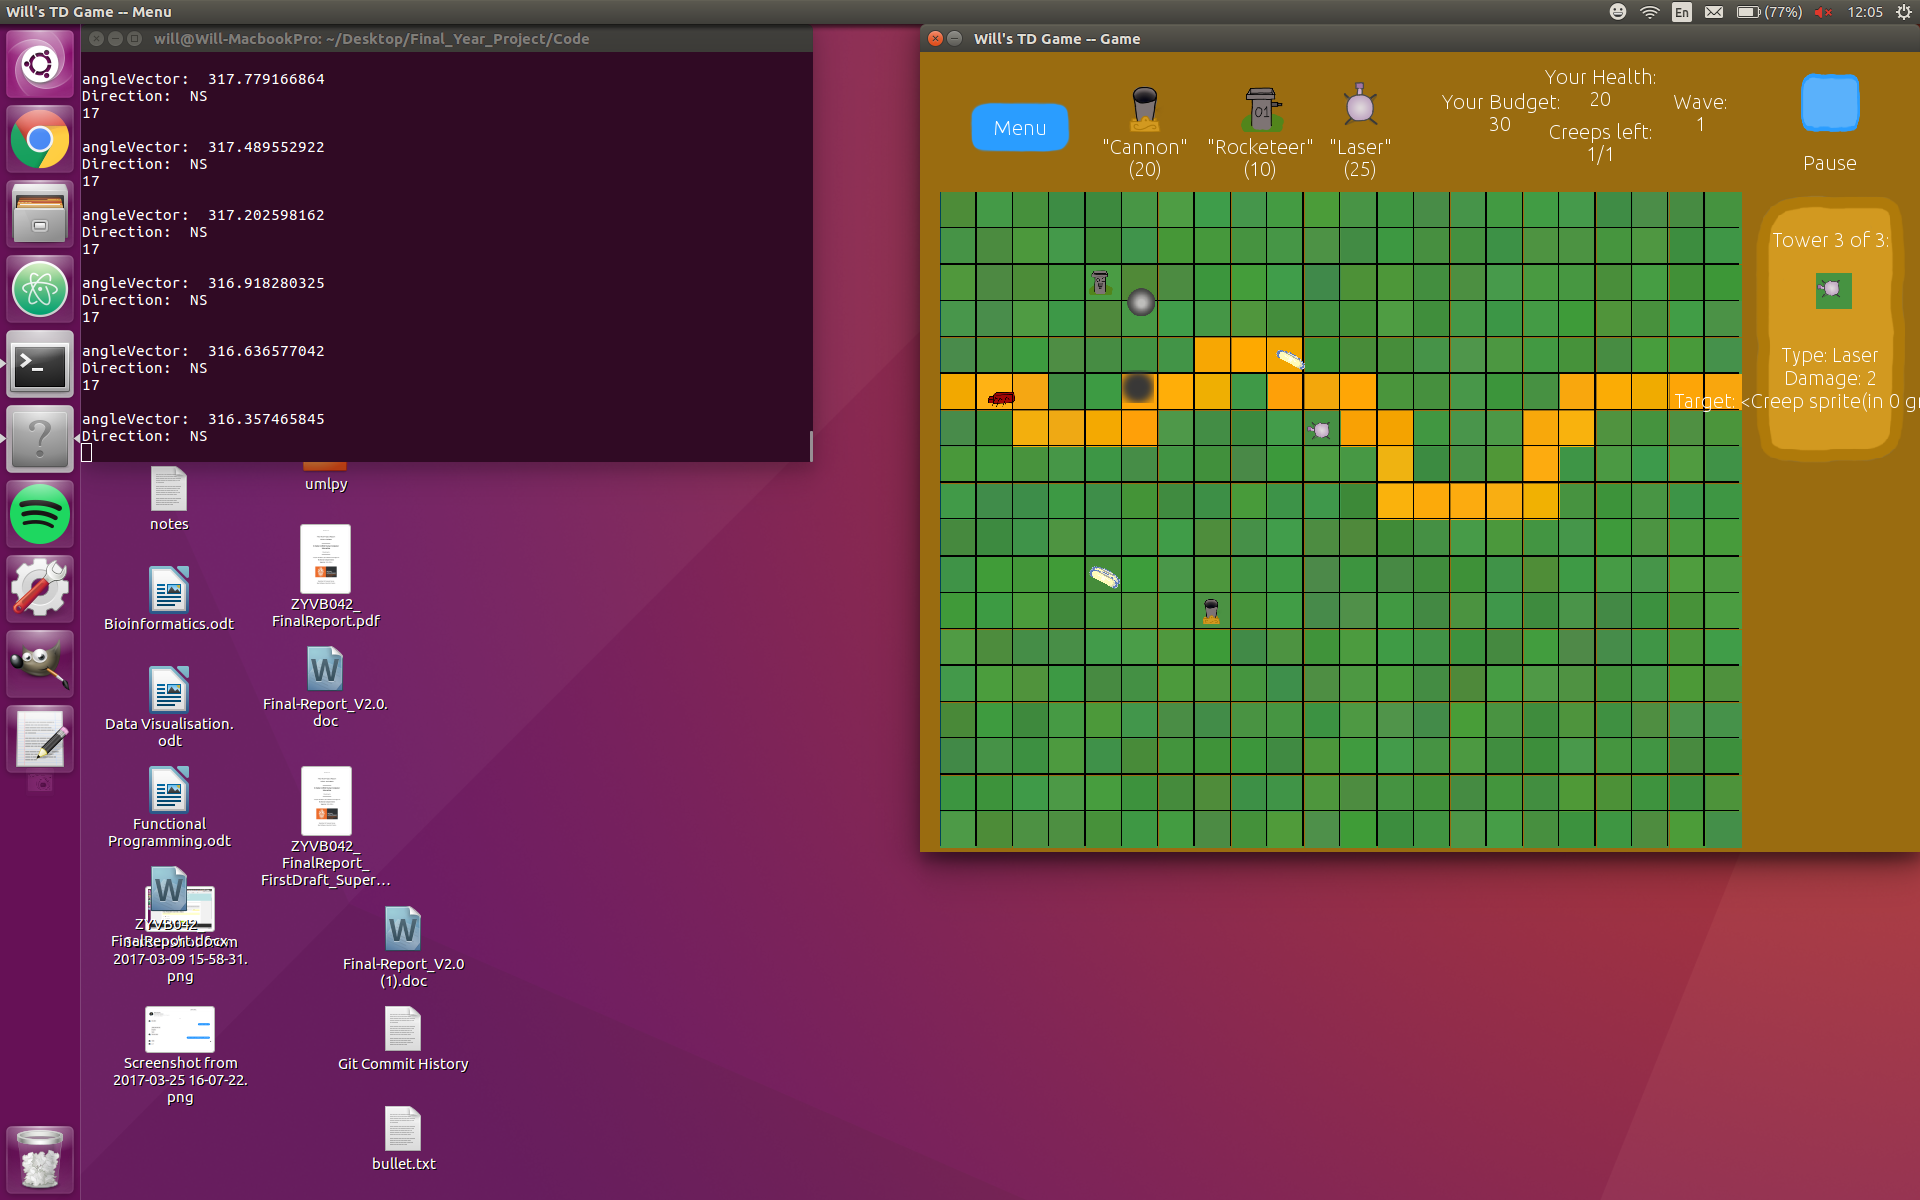 Will's TD Game -- Menu
En
(77%)
12:05
will@Will-MacbookPro: ~/Desktop/Final_Year_Project/Code
angleVector:  317.779166864
Direction:  NS
17
angleVector:  317.489552922
Direction:  NS
17
angleVector:  317.202598162
Direction:  NS
17
angleVector:  316.918280325
Direction:  NS
17
angleVector:  316.636577042
Direction:  NS
17
angleVector:  316.357465845
Direction:  NS
notes
umlpy
Bioinformatics.odt
ZYVB042_
FinalReport.pdf
Data Visualisation.
odt
Final-Report_V2.0.
doc
Functional
Programming.odt
ZYVB042_
FinalReport_
FirstDraft_Super...
ZYVB042_
FinalReport.docx
2017-03-09 15-58-31.
png
Final-Report_V2.0
(1).doc
Screenshot from
2017-03-25 16-07-22.
png
Git Commit History
bullet.txt
Will's TD Game -- Game
Menu
01
"Cannon"
(20)
"Rocketeer"
(10)
"Laser"
(25)
Your Budget:
30
Your Health:
20
Creeps left:
1/1
Wave:
1
Pause
Tower 3 of 3:
Type: Laser
Damage: 2
Target: <Creep sprite(in 0 gr